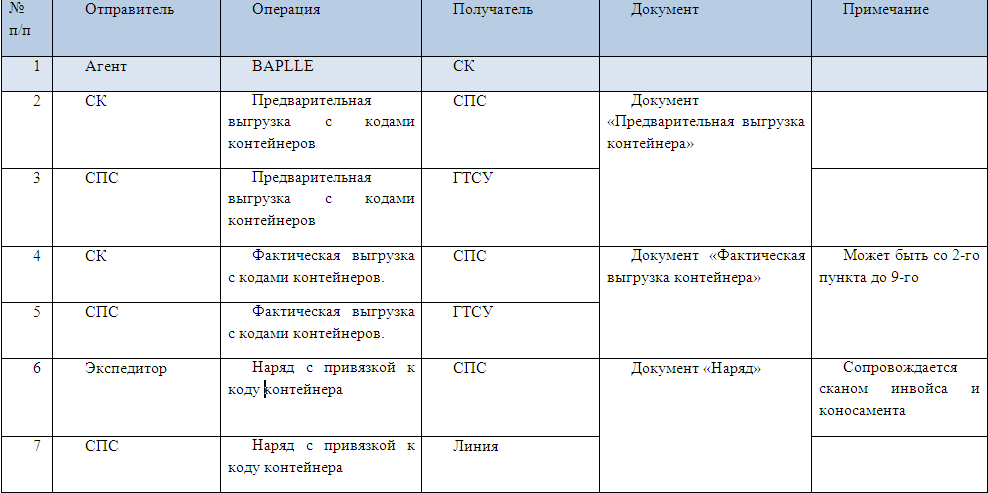 № Отправитель Операция Получатель Документ Примечание
п/п
1 Агент BAPLLE СК
2 СК Предварительная СПС Документ
выгрузка с кодами «Предварительная выгрузка
контейнеров контейнера»
3 СПС Предварительная ГТСУ
выгрузка с кодами
контейнеров
4 СК Фактическая выгрузка СПС Документ «Фактическая Может быть со 2-го
с кодами контейнеров. выгрузка контейнера» пункта до 9-го
5 СПС Фактическая выгрузка ГТСУ
с кодами контейнеров.
6 Экспедитор Наряд с привязкой к СПС Документ «Наряд» Сопровождается
коду контейнера сканом инвойса и
коносамента
7 СПС Наряд с привязкой к Линия
коду контейнера